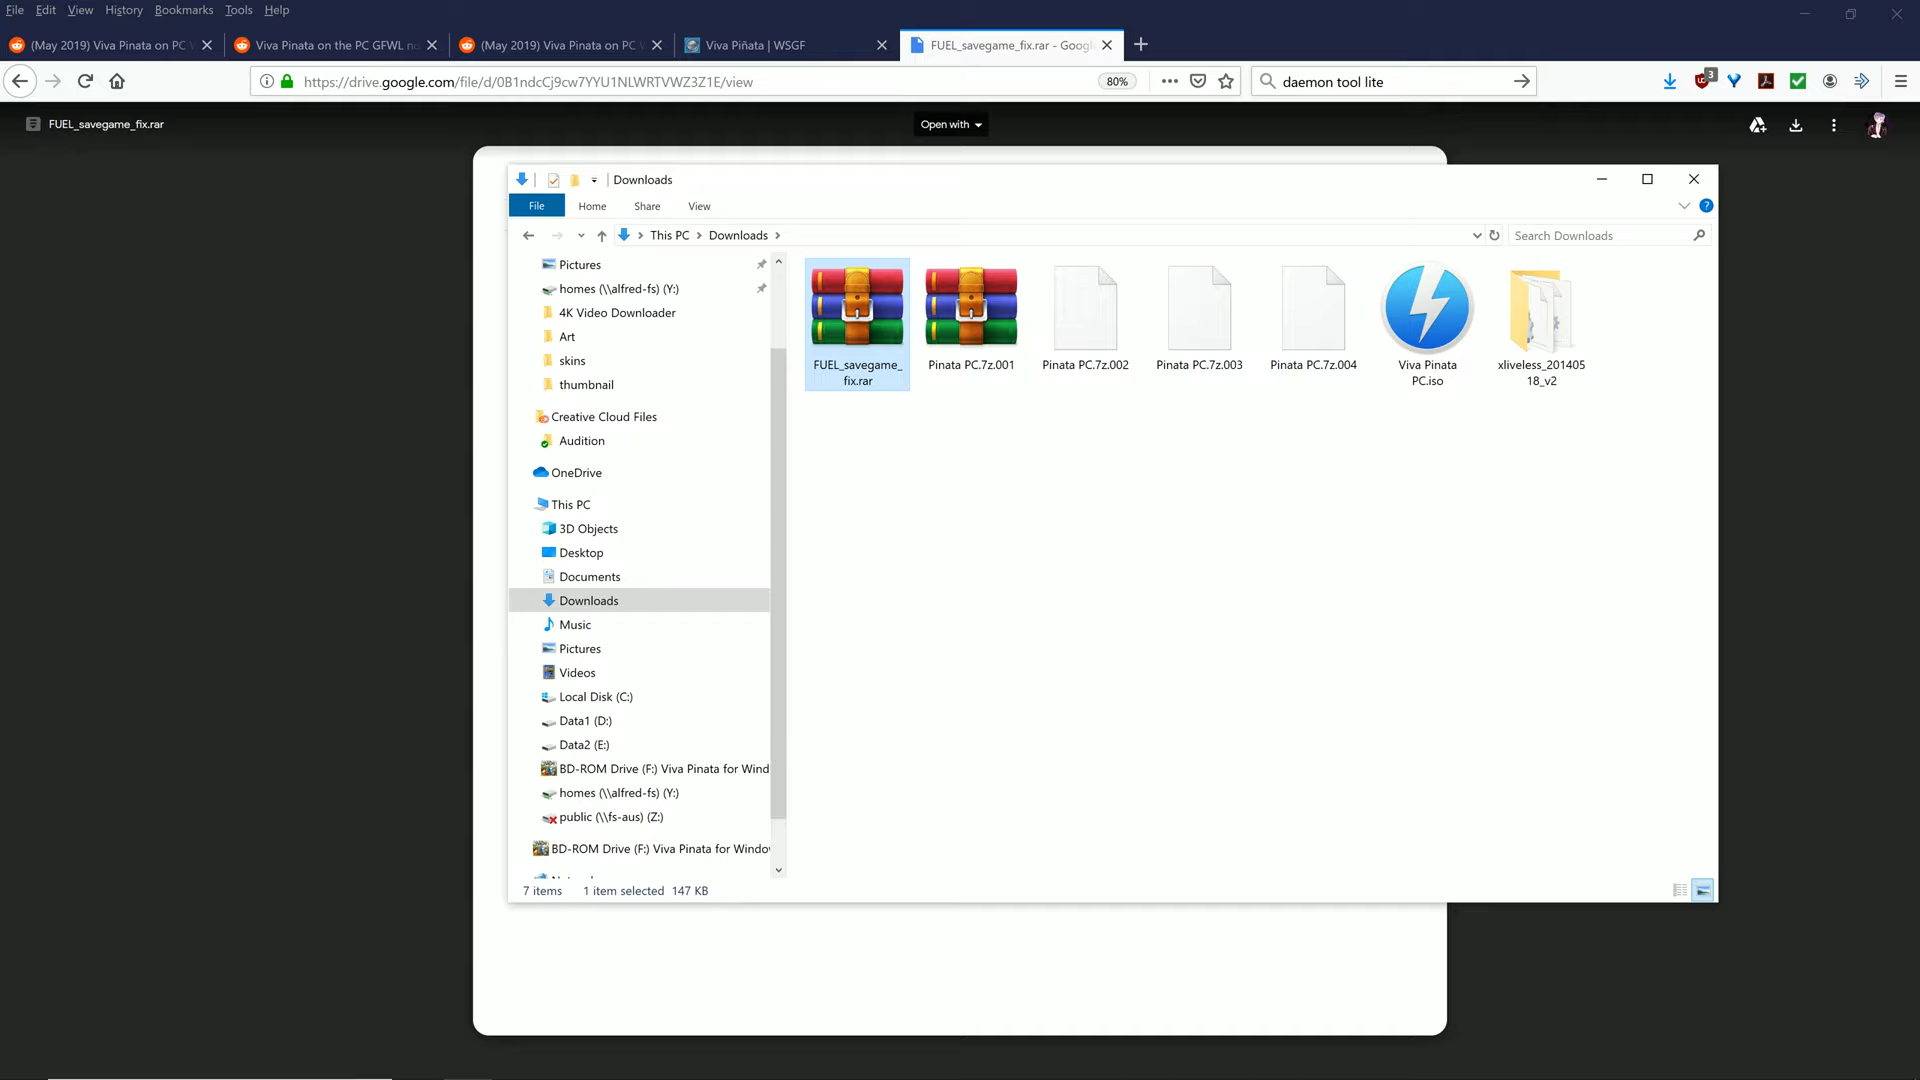 File Edit View History Bookmarks Tools Help
(May 2019) Viva Pinata on PC
Viva Pinata on the PC GFWL no
(May 2019) Viva Pinata on PC
Viva Piñata | WSGF
FUEL_savegame_fix.rar - Googl
https://drive.google.com/file/d/0B1ndcCj9cw7YYU1NLWRTVWZ3Z1E/view
80%
daemon tool lite
3
FUEL_savegame_fix.rar
Open with
Downloads
File Home Share View
This PC > Downloads >
Search Downloads
Pictures
homes (\\alfred-fs) (Y:)
4K Video Downloader
Art
skins
thumbnail
Creative Cloud Files
Audition
OneDrive
This PC
3D Objects
Desktop
Documents
Downloads
Music
Pictures
Videos
Local Disk (C:)
Data1 (D:)
Data2 (E:)
BD-ROM Drive (F:) Viva Pinata for Wind
homes (\\alfred-fs) (Y:)
public (\\fs-aus) (Z:)
BD-ROM Drive (F:) Viva Pinata for Windo
FUEL_savegame_
fix.rar
Pinata PC.7z.001
Pinata PC.7z.002
Pinata PC.7z.003
Pinata PC.7z.004
Viva Pinata
PC.iso
xliveless_201405
18_v2
7 items 1 item selected 147 KB